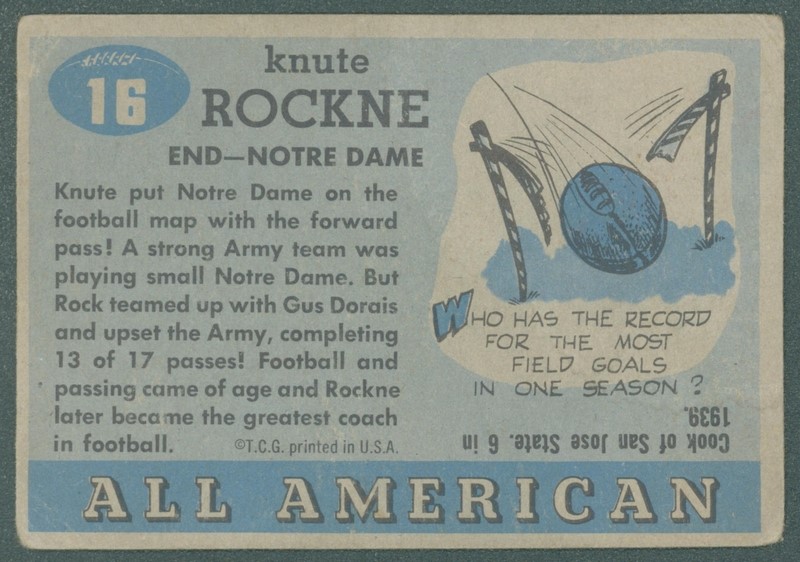 16
knute
ROCKNE
END—NOTRE DAME
Knute put Notre Dame on the
football map with the forward
pass! A strong Army team was
playing small Notre Dame. But
Rock teamed up with Gus Dorais
and upset the Army, completing
13 of 17 passes! Football and
passing came of age and Rockne
later became the greatest coach
in football.
©T.C.G. printed in U.S.A.
WHO HAS THE RECORD
FOR THE MOST
FIELD GOALS
IN ONE SEASON ?
Cook of San Jose State. 6 in
1939.
ALL AMERICAN